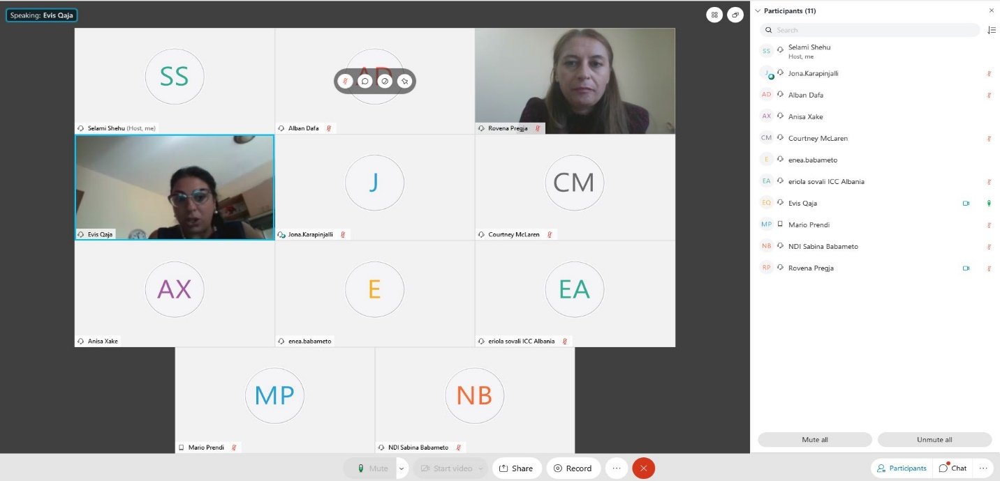 Speaking: Evis Qaja
SS
AD
Selami Shehu (Host, me)
Alban Dafa
Rovena Pregja
J
CM
Evis Qaja
Jona.Karapinjalli
Courtney McLaren
AX
E
EA
Anisa Xake
enea.babameto
eriola sovali ICC Albania
MP
NB
Mario Prendi
NDI Sabina Babameto
Mute
Start video
Share
Record
Participants (11)
Search
SS
Selami Shehu
Host, me
J
Jona.Karapinjalli
AD
Alban Dafa
AX
Anisa Xake
CM
Courtney McLaren
E
enea.babameto
EA
eriola sovali ICC Albania
EQ
Evis Qaja
MP
Mario Prendi
NB
NDI Sabina Babameto
RP
Rovena Pregja
Mute all
Unmute all
Participants
Chat